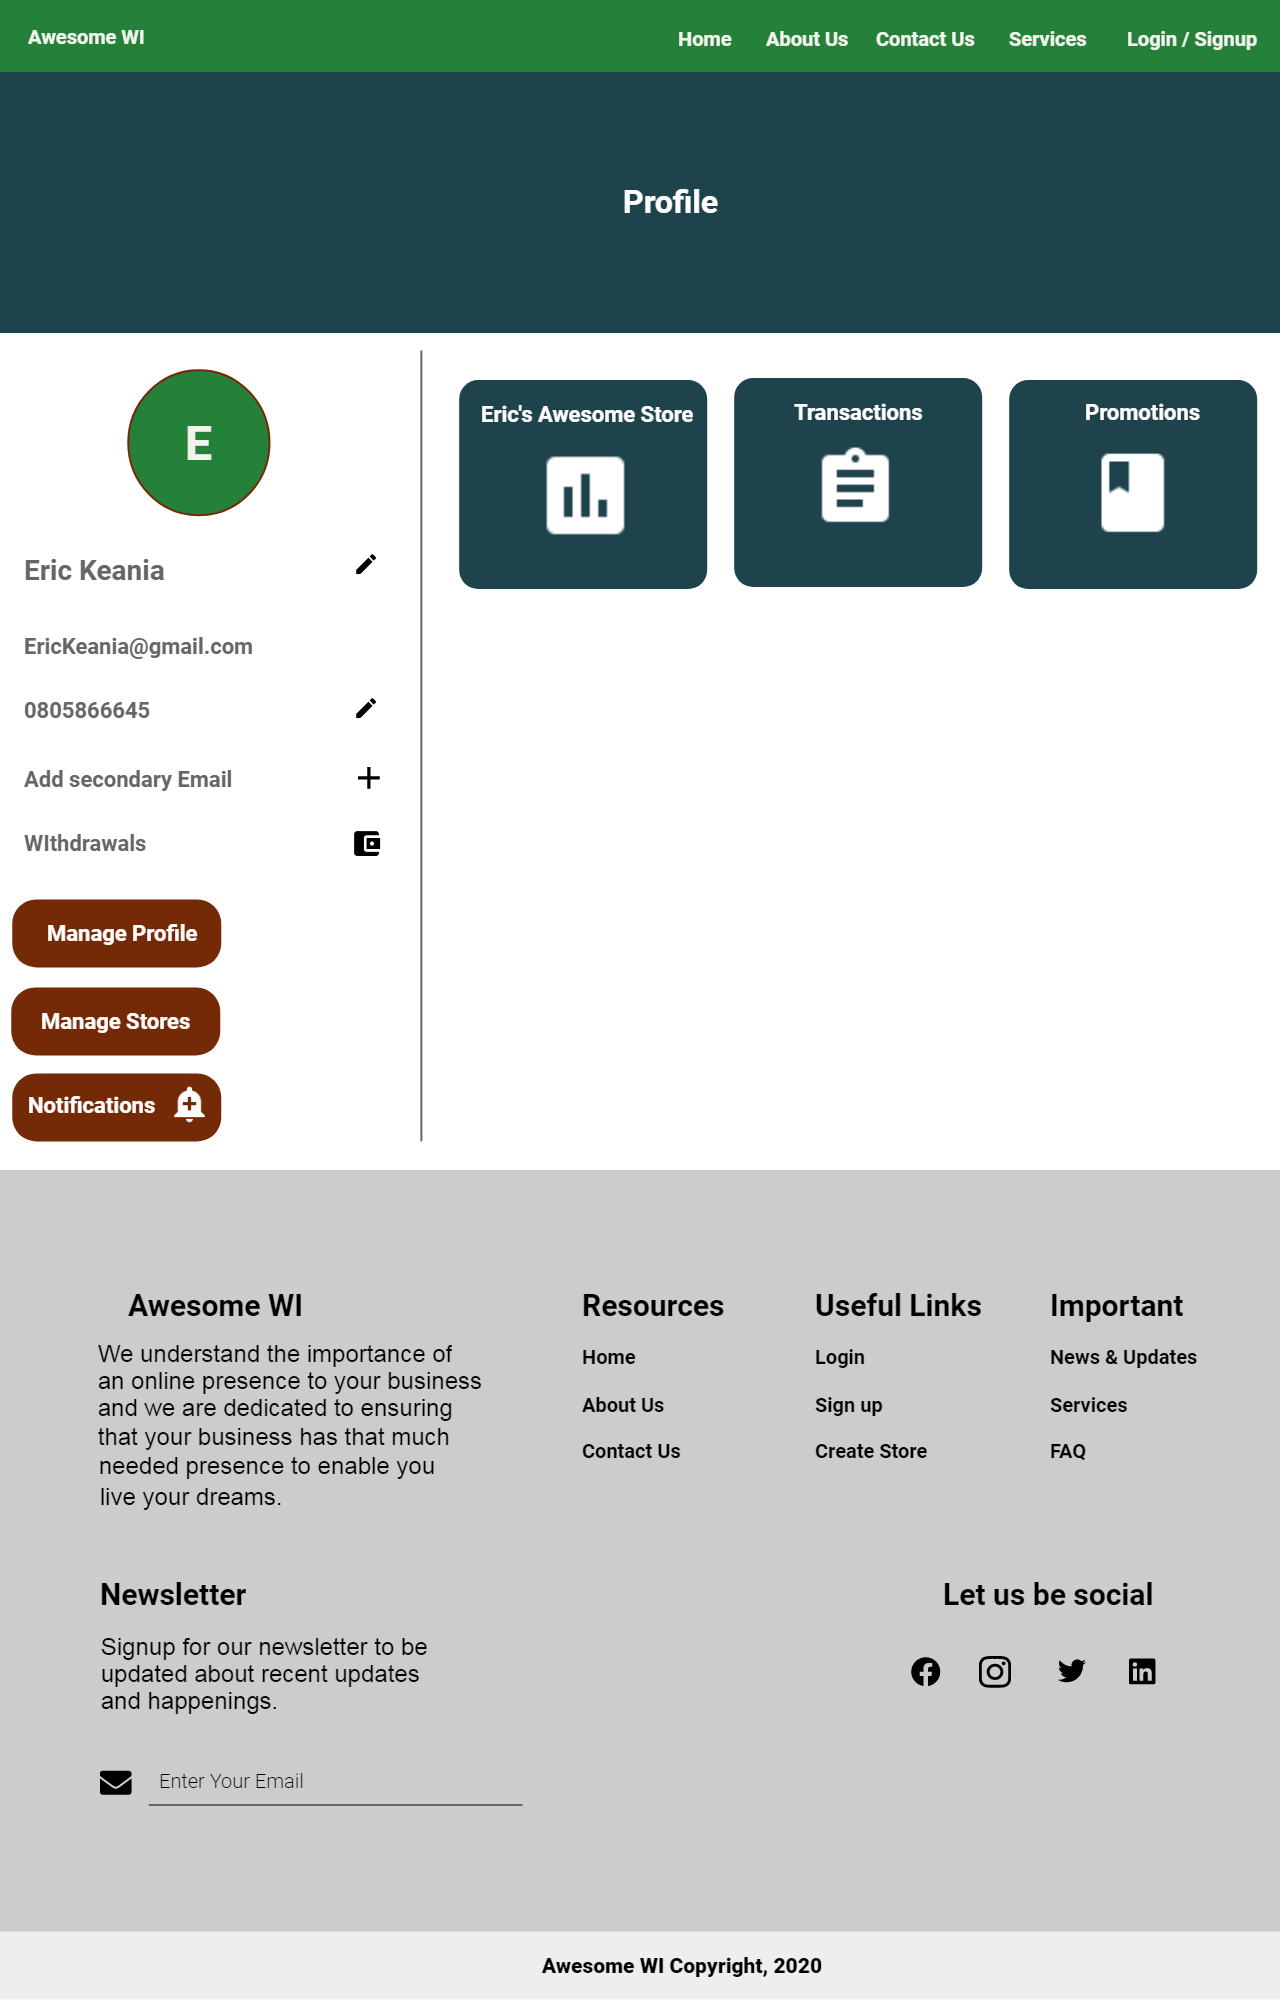 Awesome WI
Home About Us Contact Us Services Login / Signup
Profile
E
Eric Keania
EricKeania@gmail.com
0805866645
Add secondary Email
WIthdrawals
Manage Profile
Manage Stores
Notifications
Eric's Awesome Store
Transactions
Promotions
Awesome WI
We understand the importance of
an online presence to your business
and we are dedicated to ensuring
that your business has that much
needed presence to enable you
live your dreams.
Resources
Home
About Us
Contact Us
Useful Links
Login
Sign up
Create Store
Important
News & Updates
Services
FAQ
Newsletter
Signup for our newsletter to be
updated about recent updates
and happenings.
Enter Your Email
Let us be social
Awesome WI Copyright, 2020